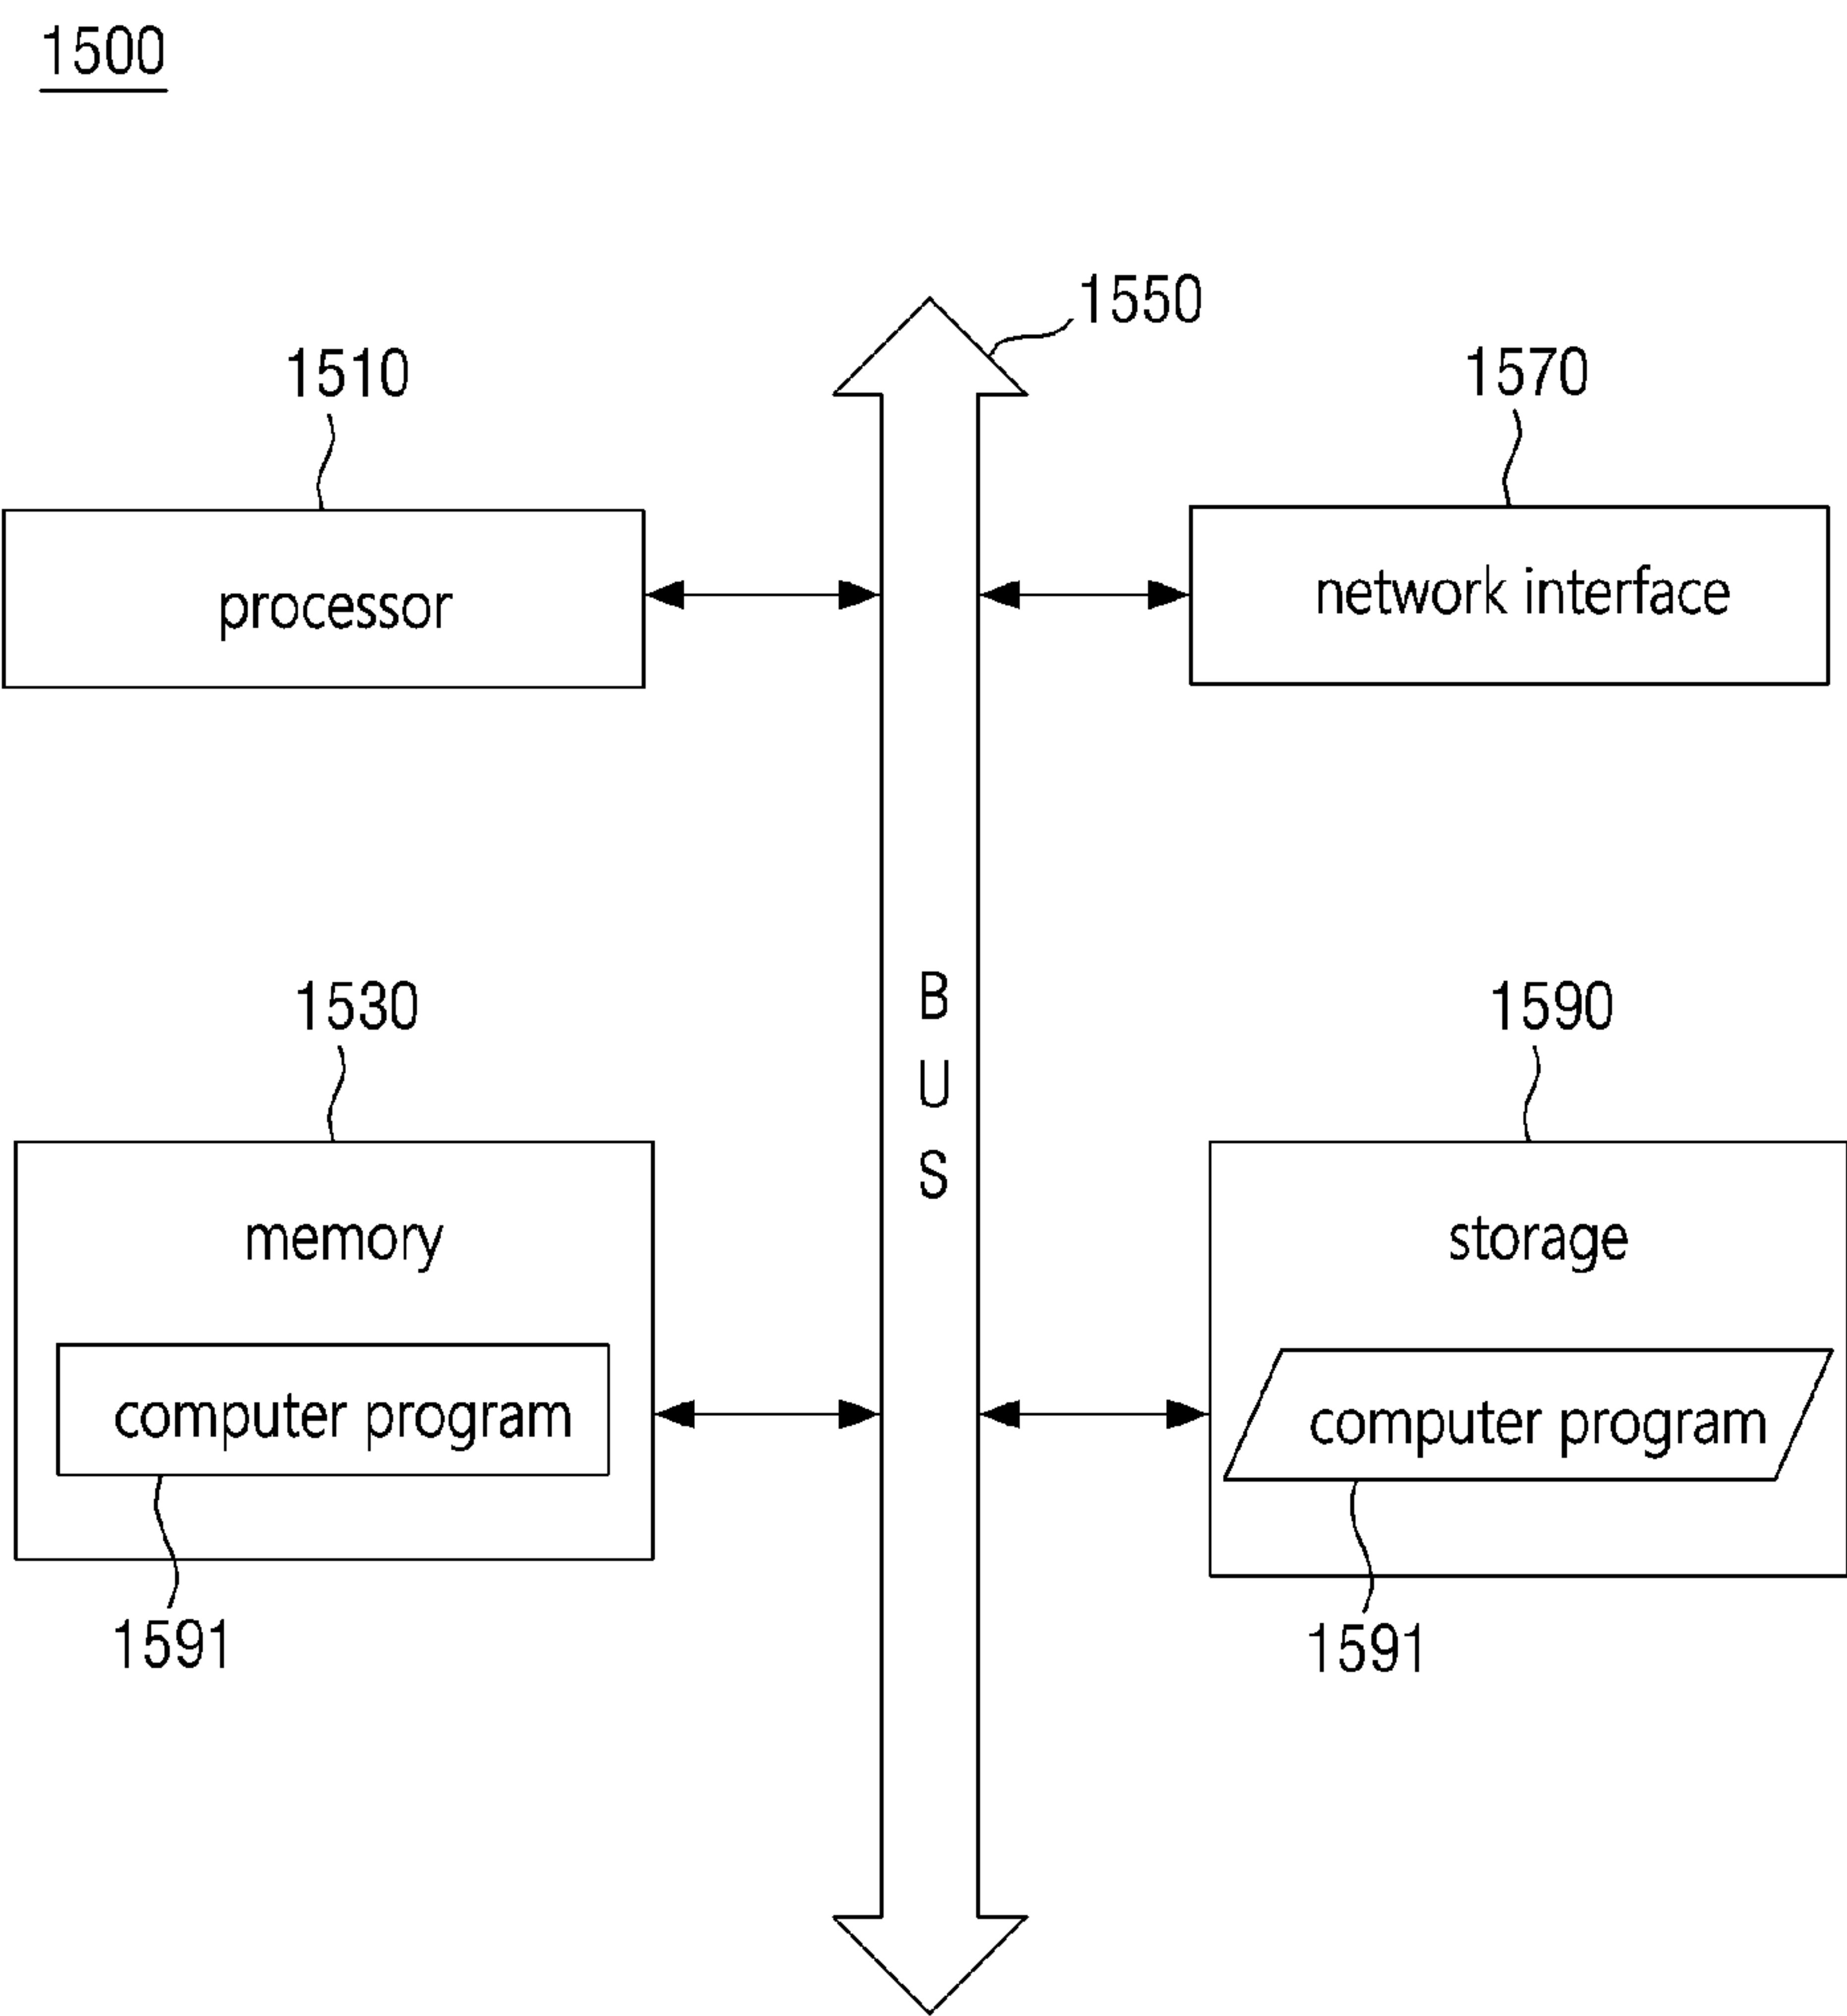 1500
1550
1510
1570
processor
network interface
1530
1590
B
U
S
memory
storage
computer program
computer program
1591
1591